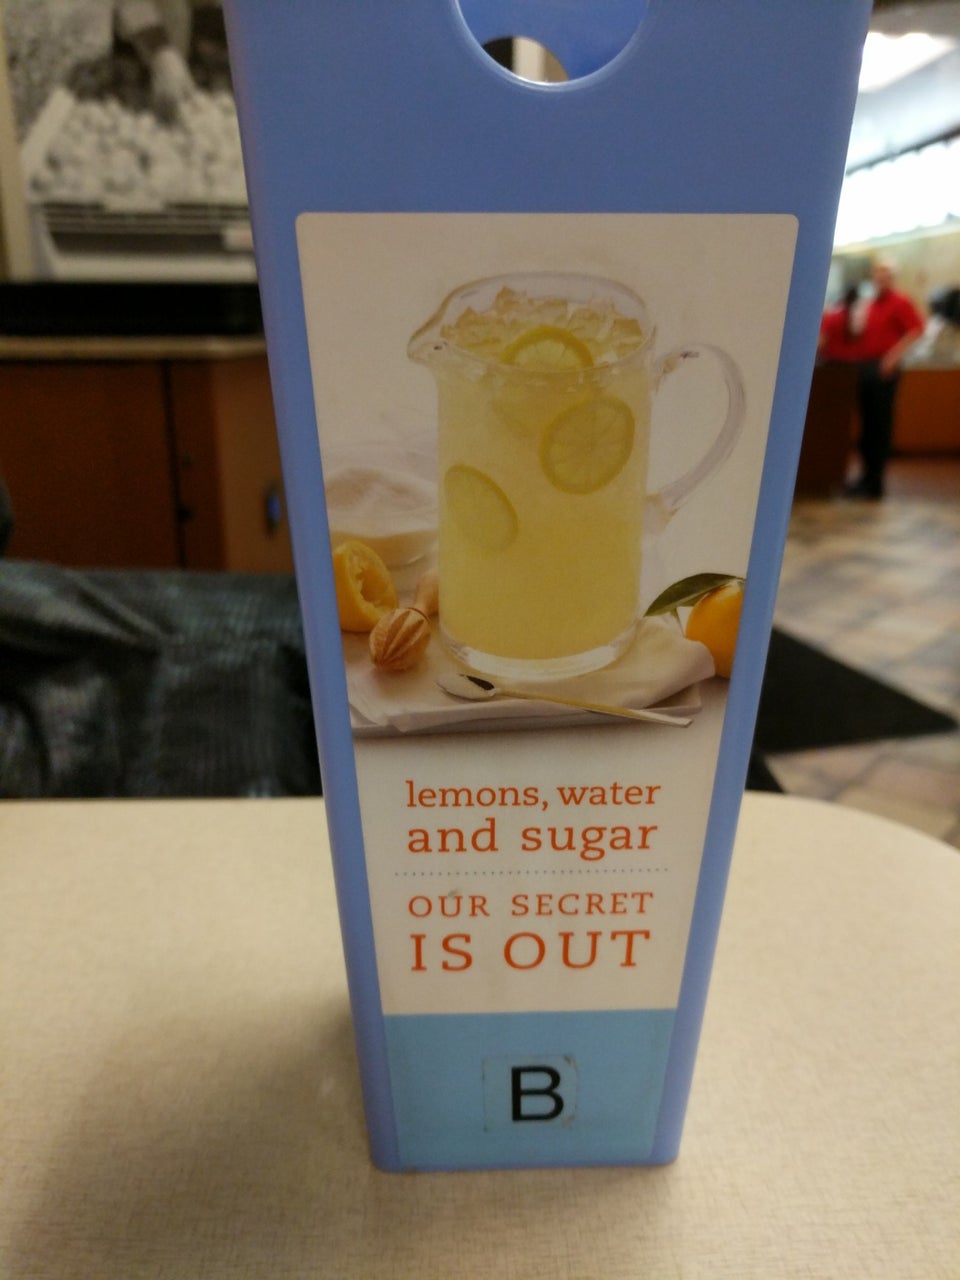 lemons, water
and sugar
OUR SECRET
IS OUT
B